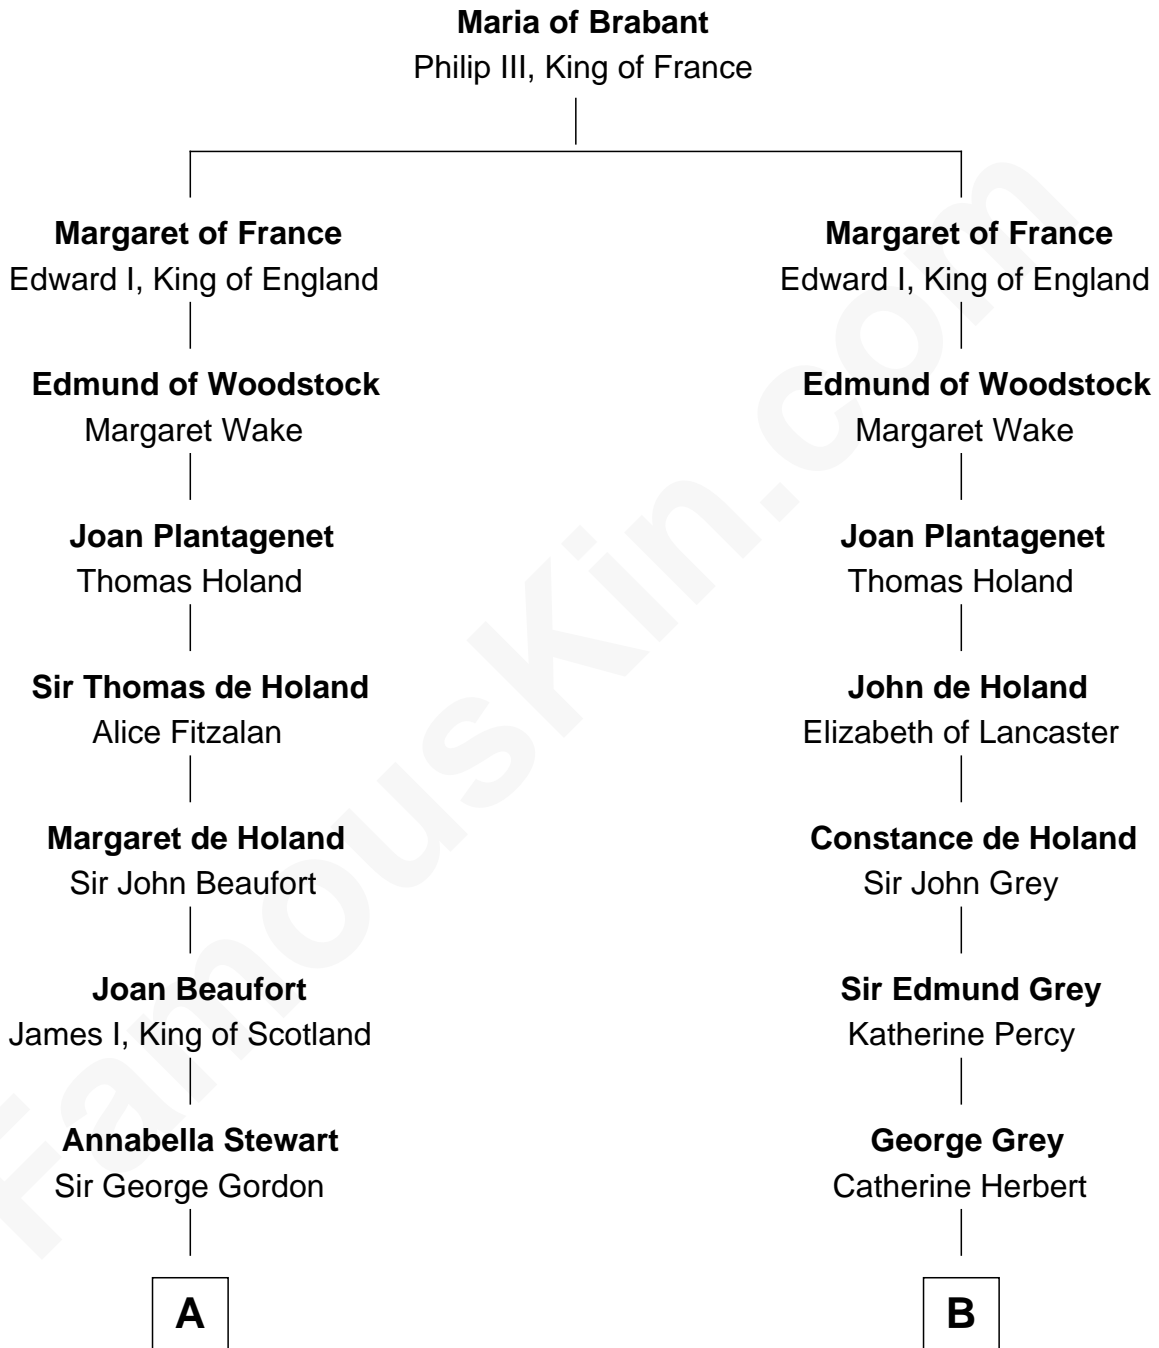 Maria of Brabant
Philip III, King of France
Margaret of France
Edward I, King of England
Edmund of Woodstock
Margaret Wake
Joan Plantagenet
Thomas Holand
Sir Thomas de Holand
Alice Fitzalan
Margaret de Holand
Sir John Beaufort
Joan Beaufort
James I, King of Scotland
Annabella Stewart
Sir George Gordon
A
Margaret of France
Edward I, King of England
Edmund of Woodstock
Margaret Wake
Joan Plantagenet
Thomas Holand
John de Holand
Elizabeth of Lancaster
Constance de Holand
Sir John Grey
Sir Edmund Grey
Katherine Percy
George Grey
Catherine Herbert
B
FamousKin.com